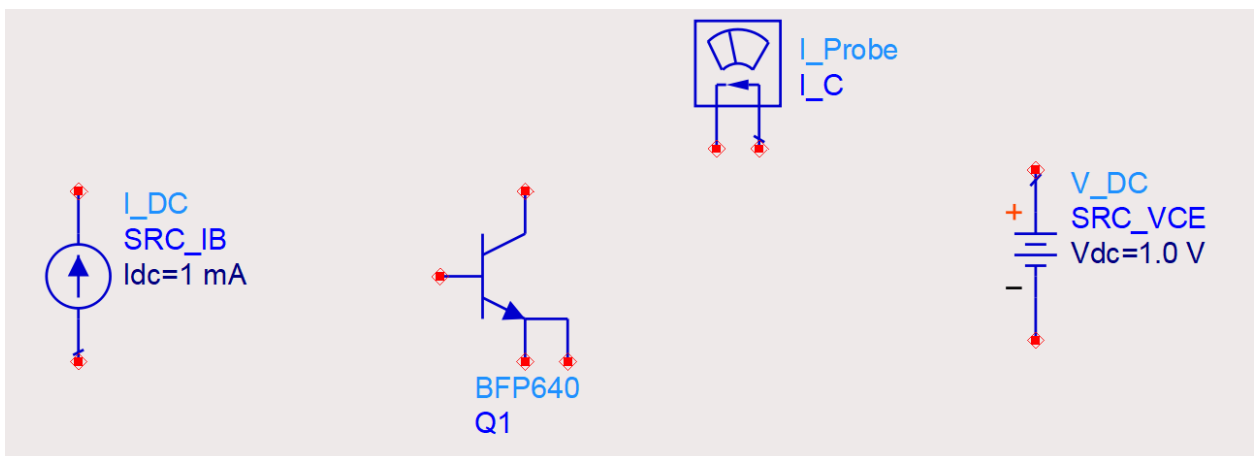 I_Probe
I_C
I_DC
SRC_IB
Idc=1 mA
V_DC
+
SRC_VCE
Vdc=1.0 V
−
BFP640
Q1